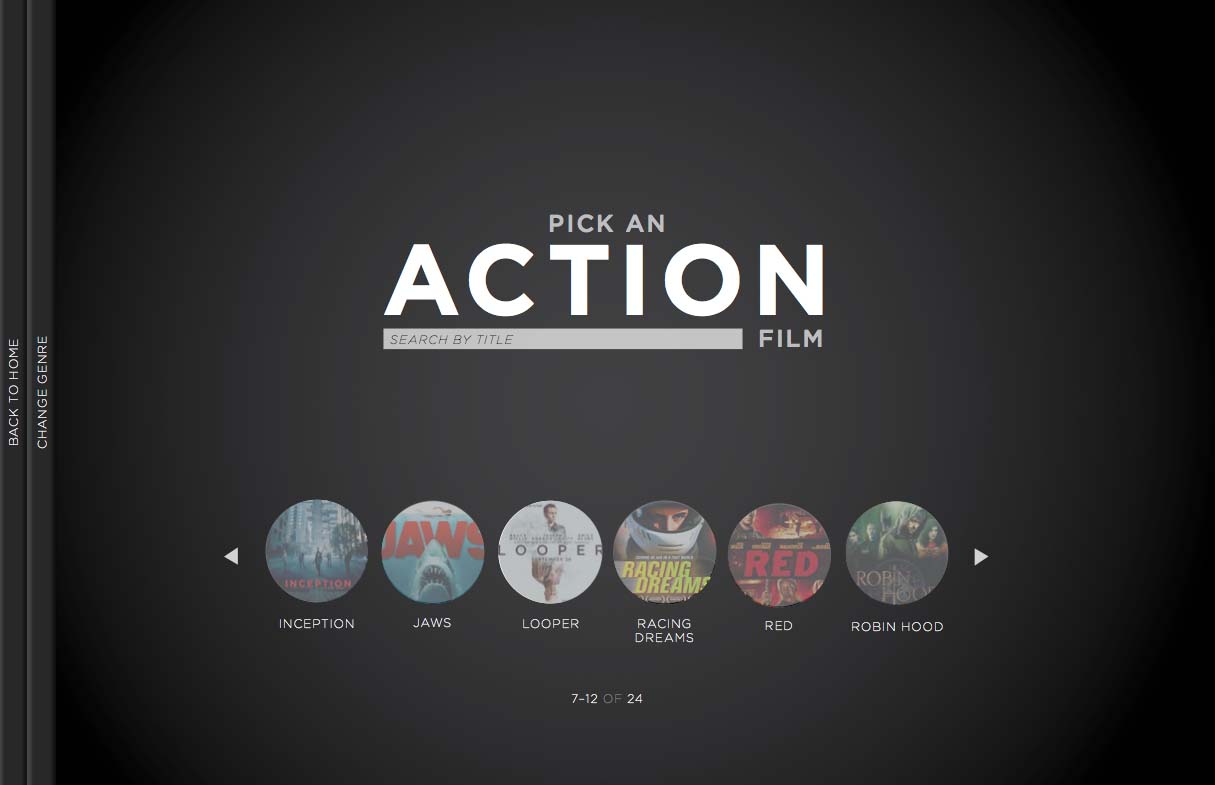 BACK TO HOME
CHANGE GENRE
PICK AN
ACTION
SEARCH BY TITLE
FILM
INCEPTION
JAWS
LOOPER
RACING
DREAMS
RED
ROBIN
HOOD
INCEPTION
JAWS
LOOPER
RACING
DREAMS
RED
ROBIN HOOD
7–12 OF 24